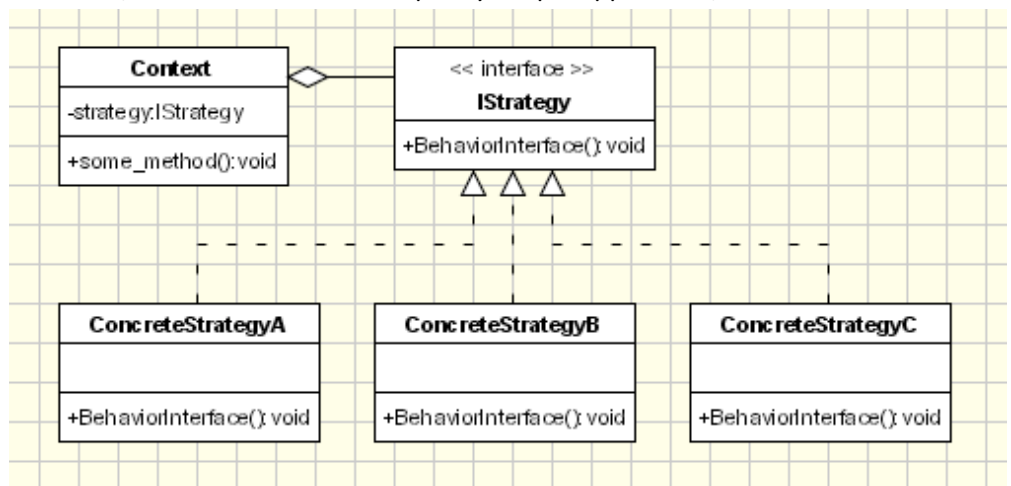 Context
-strategy:IStrategy
+some_method():void
<< interface >>
IStrategy
+BehaviorInterface(): void
ConcreteStrategyA
+BehaviorInterface(): void
ConcreteStrategyB
+BehaviorInterface(): void
ConcreteStrategyC
+BehaviorInterface(): void